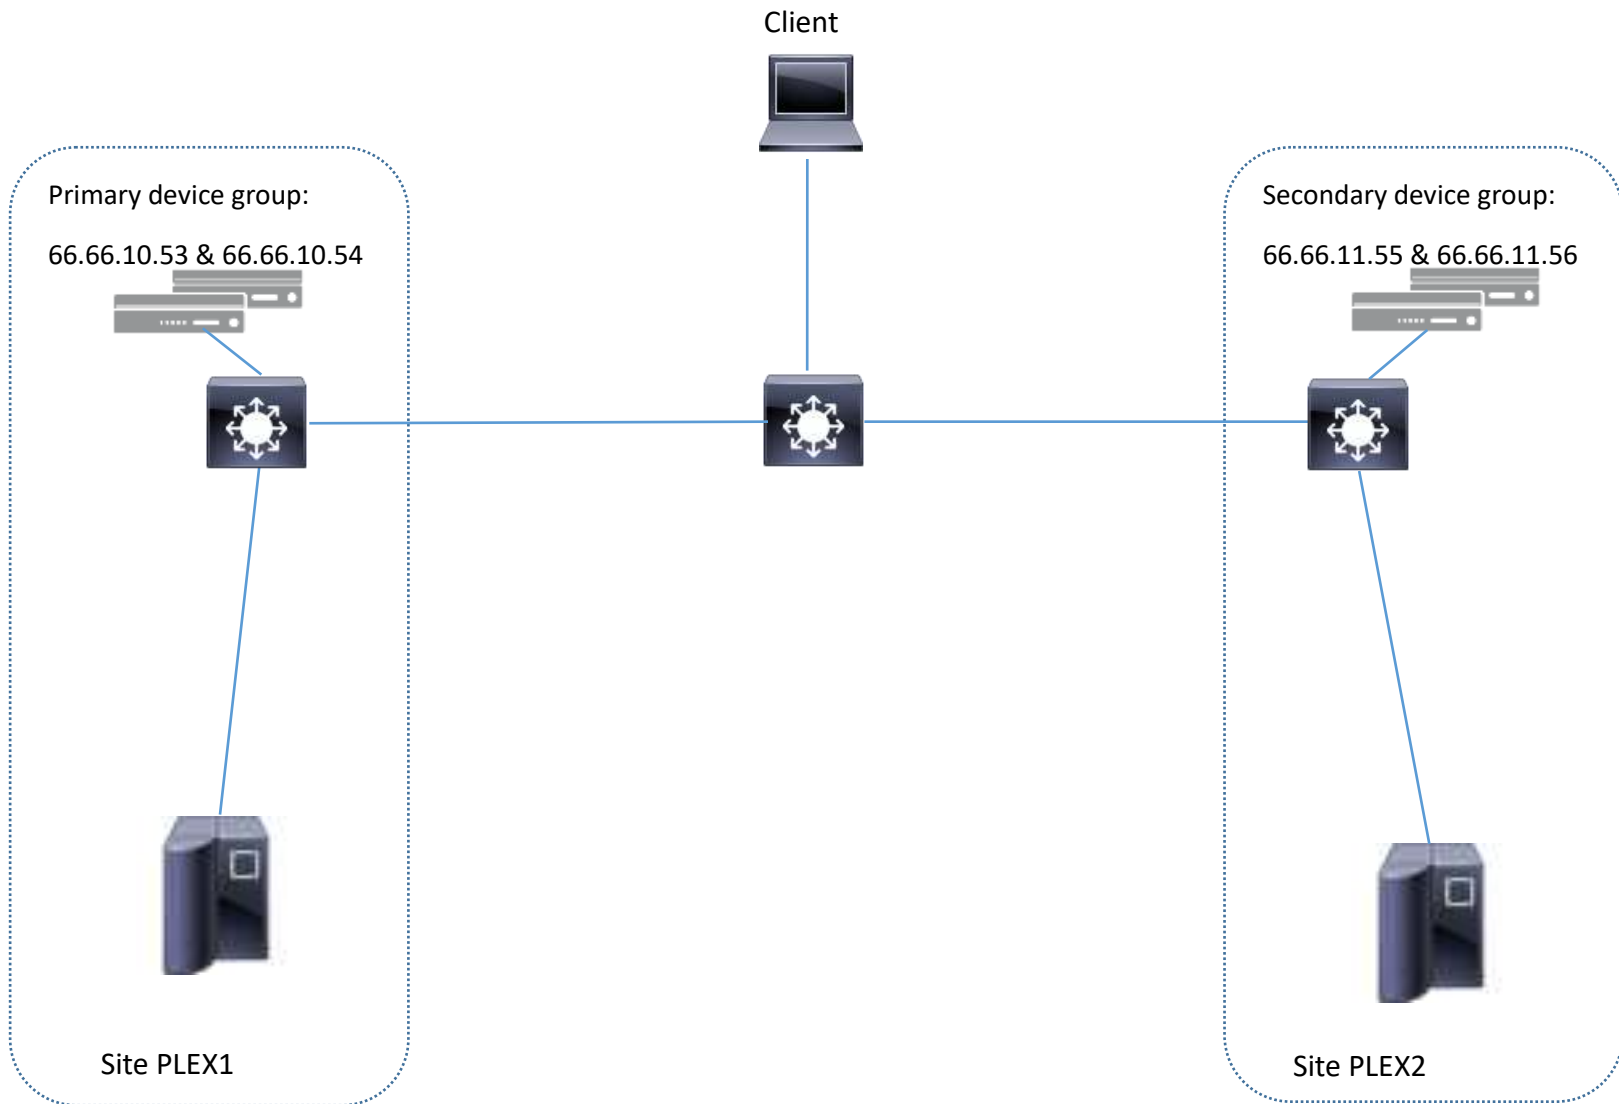 Client
Primary device group:
66.66.10.53 & 66.66.10.54
Secondary device group:
66.66.11.55 & 66.66.11.56
Site PLEX1
Site PLEX2